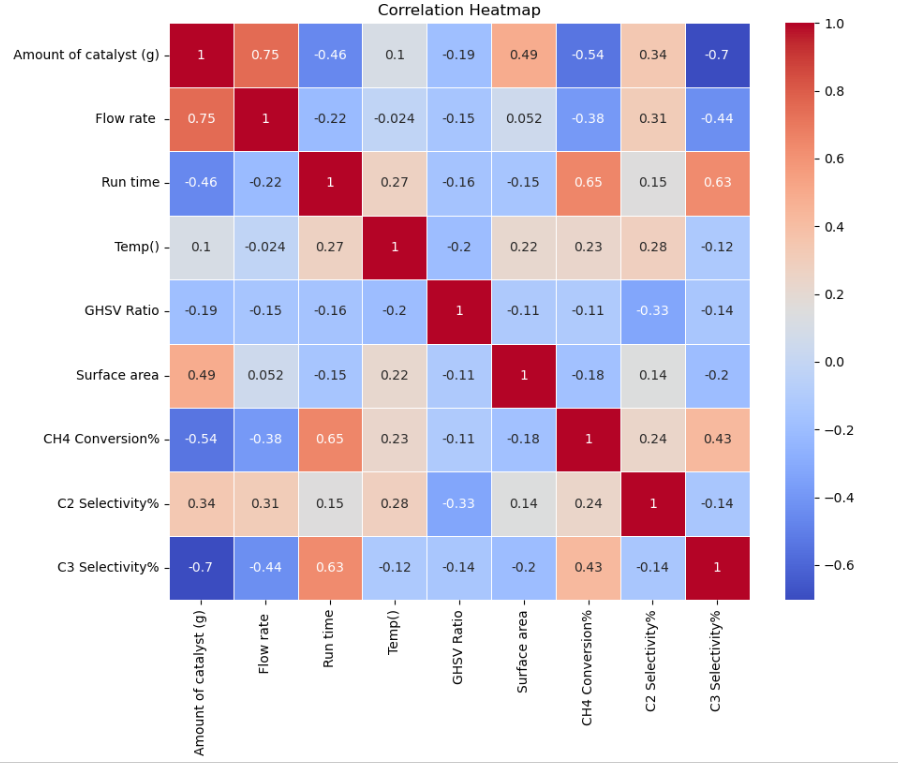 Correlation Heatmap
Amount of catalyst (g) 1 0.75 -0.46 0.1 -0.19 0.49 -0.54 0.34 -0.7
Flow rate 0.75 1 -0.22 -0.024 -0.15 0.052 -0.38 0.31 -0.44
Run time -0.46 -0.22 1 0.27 -0.16 -0.15 0.65 0.15 0.63
Temp() 0.1 -0.024 0.27 1 -0.2 0.22 0.23 0.28 -0.12
GHSV Ratio -0.19 -0.15 -0.16 -0.2 1 -0.11 -0.11 -0.33 -0.14
Surface area 0.49 0.052 -0.15 0.22 -0.11 1 -0.18 0.14 -0.2
CH4 Conversion% -0.54 -0.38 0.65 0.23 -0.11 -0.18 1 0.24 0.43
C2 Selectivity% 0.34 0.31 0.15 0.28 -0.33 0.14 0.24 1 -0.14
C3 Selectivity% -0.7 -0.44 0.63 -0.12 -0.14 -0.2 0.43 -0.14 1
Amount of catalyst (g)
Flow rate
Run time
Temp()
GHSV Ratio
Surface area
CH4 Conversion%
C2 Selectivity%
C3 Selectivity%
1.0
0.8
0.6
0.4
0.2
0.0
−0.2
−0.4
−0.6